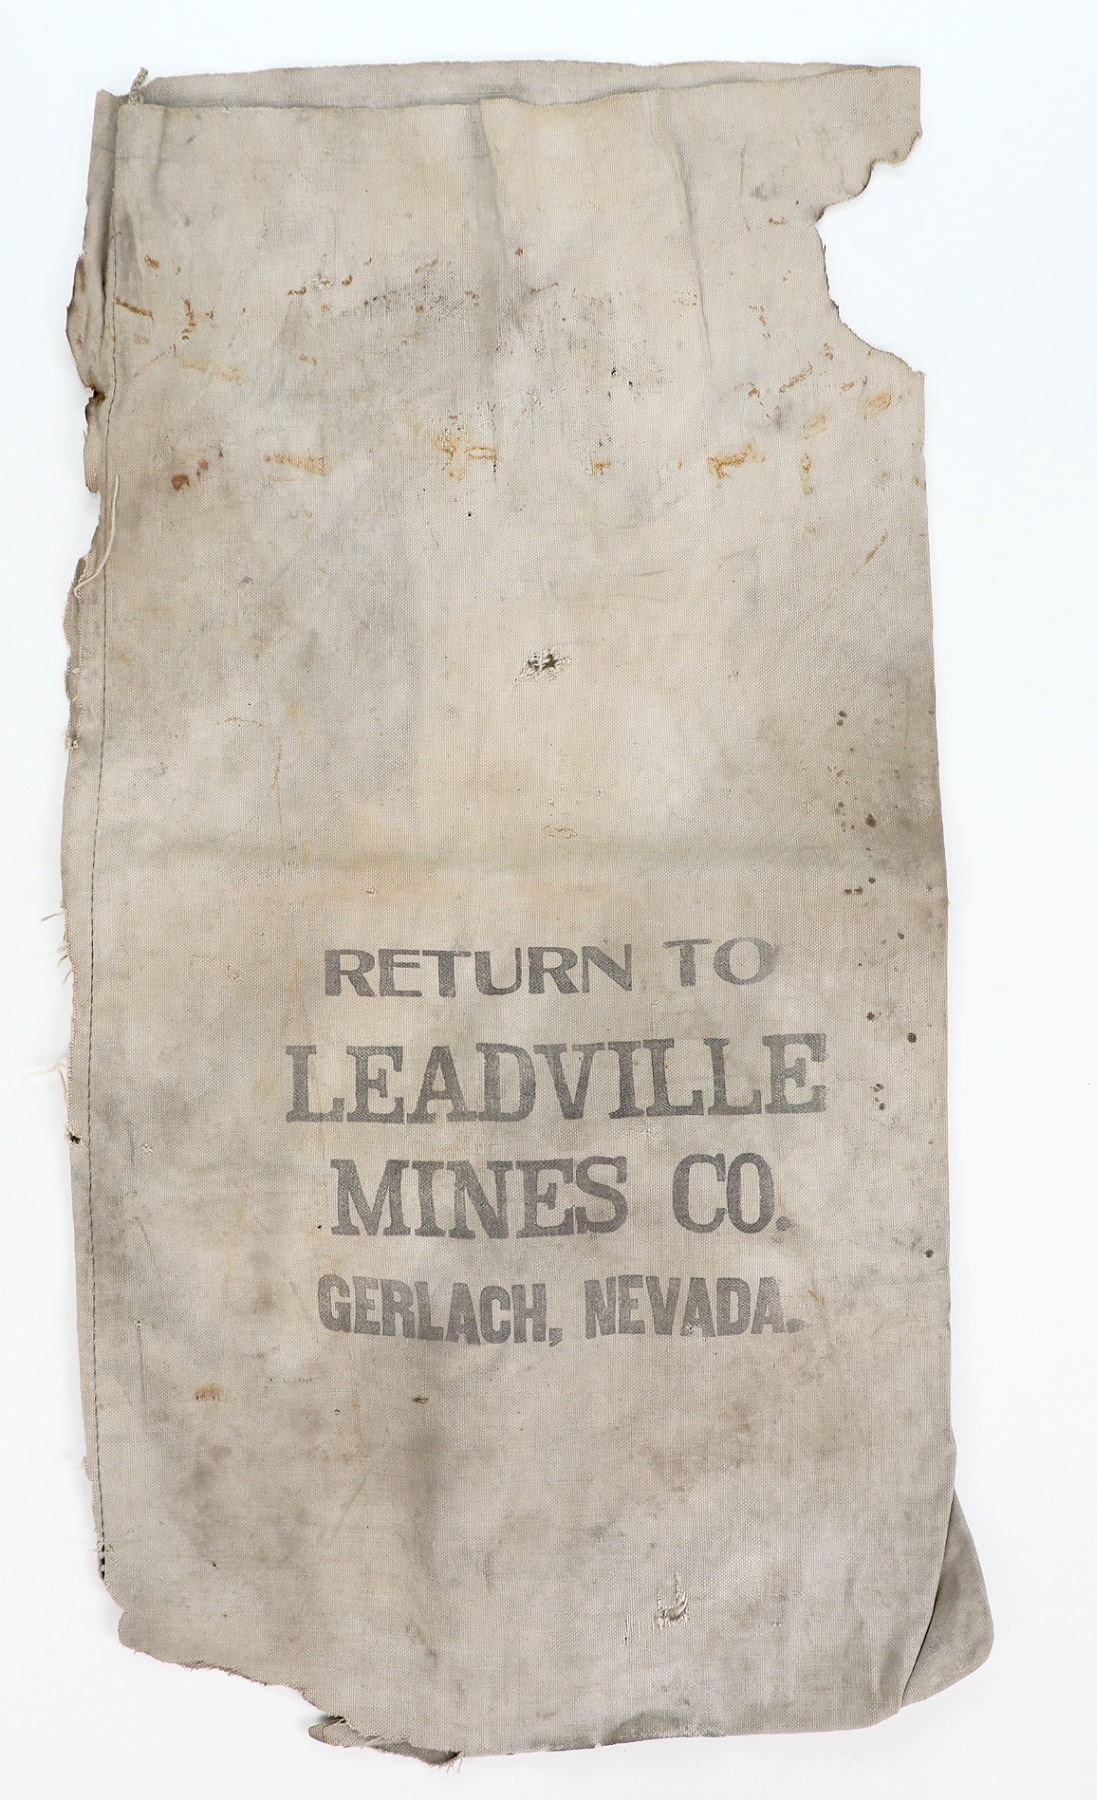 RETURN TO
LEADVILLE
MINES CO.
GERLACH, NEVADA.